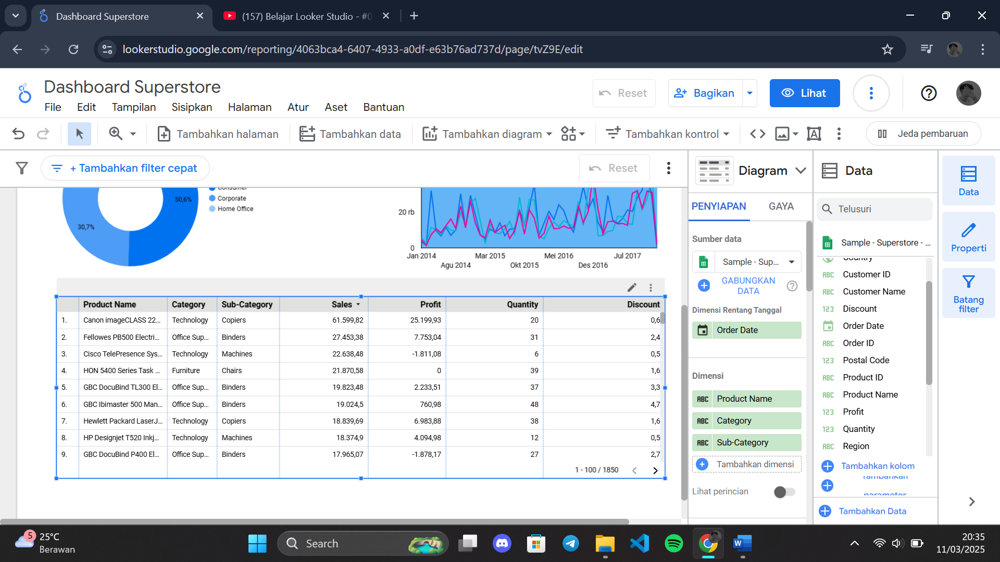 Dashboard Superstore
(157) Belajar Looker Studio - #0
lookerstudio.google.com/reporting/4063bca4-6407-4933-a0df-e63b76ad737d/page/tvZ9E/edit
Dashboard Superstore
Reset
Bagikan
Lihat
File Edit Tampilan Sisipkan Halaman Atur Aset Bantuan
Tambahkan halaman
Tambahkan data
Tambahkan diagram
Tambahkan kontrol
Jeda pembaruan
+ Tambahkan filter cepat
Reset
Consumer
Corporate
Home Office
50,6%
30,7%
20 rb
0
Jan 2014 Mar 2015 Mei 2016 Jul 2017
Agu 2014 Okt 2015 Des 2016
Product Name Category Sub-Category Sales Profit Quantity Discount
1. Canon imageCLASS 22... Technology Copiers 61.599,82 25.199,93 20 0,6
2. Fellowes PB500 Electri... Office Sup... Binders 27.453,38 7.753,04 31 2,4
3. Cisco TelePresence Sys... Technology Machines 22.638,48 -1.811,08 6 0,5
4. HON 5400 Series Task ... Furniture Chairs 21.870,58 0 39 1,6
5. GBC DocuBind TL300 El... Office Sup... Binders 19.823,48 2.233,51 37 3,3
6. GBC Ibimaster 500 Man... Office Sup... Binders 19.024,5 760,98 48 4,7
7. Hewlett Packard LaserJ... Technology Copiers 18.839,69 6.983,88 38 1,6
8. HP Designjet T520 Inkj... Technology Machines 18.374,9 4.094,98 12 0,5
9. GBC DocuBind P400 El... Office Sup... Binders 17.965,07 -1.878,17 27 2,7
1 - 100 / 1850
Diagram
PENYIAPAN GAYA
Sumber data
Sample - Sup...
GABUNGKAN
DATA
Dimensi Rentang Tanggal
Order Date
Dimensi
ABC Product Name
ABC Category
ABC Sub-Category
Tambahkan dimensi
Lihat perincian
Data
Telusuri
Sample - Superstore - ...
Country
ABC Customer ID
ABC Customer Name
123 Discount
Order Date
ABC Order ID
123 Postal Code
ABC Product ID
ABC Product Name
123 Profit
123 Quantity
ABC Region
Tambahkan kolom
Tambahkan
parameter
Tambahkan Data
Data
Properti
Batang
filter
5
25°C
Berawan
Search
20:35
11/03/2025